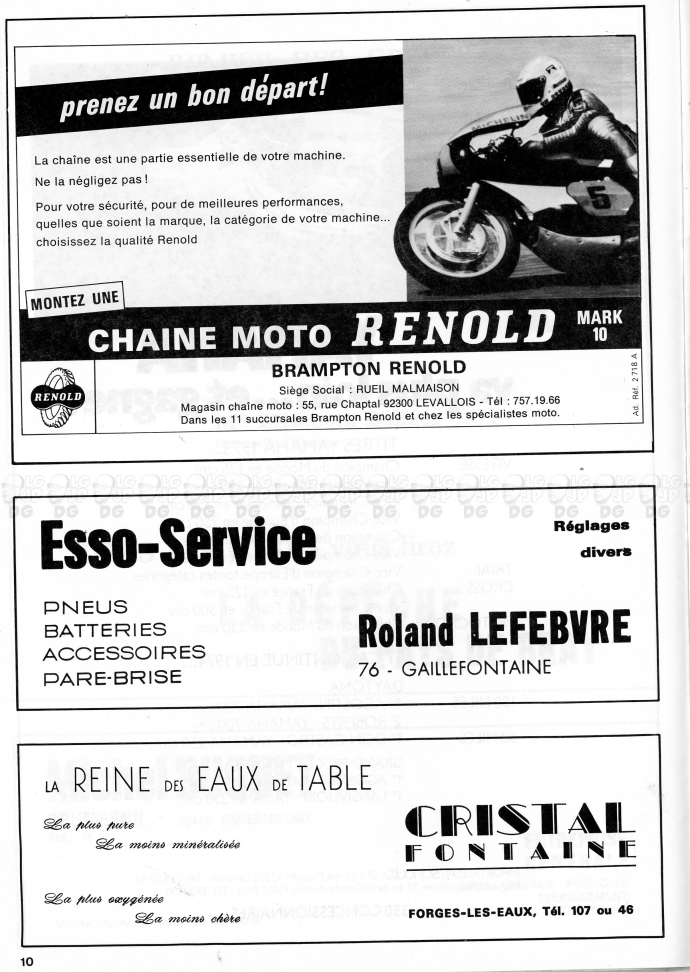 prenez un bon départ!
La chaîne est une partie essentielle de votre machine.
Ne la négligez pas !
Pour votre sécurité, pour de meilleures performances,
quelles que soient la marque, la catégorie de votre machine...
choisissez la qualité Renold
MICHELIN
5
MONTEZ UNE
CHAINE MOTO RENOLD MARK 10
RENOLD
BRAMPTON RENOLD
Siège Social : RUEIL MALMAISON
Magasin chaîne moto : 55, rue Chaptal 92300 LEVALLOIS - Tél : 757.19.66
Dans les 11 succursales Brampton Renold et chez les spécialistes moto.
Ad. Réf. 2 718 A
Esso-Service
Réglages
divers
PNEUS
BATTERIES
ACCESSOIRES
PARE-BRISE
Roland LEFEBVRE
76 - GAILLEFONTAINE
LA REINE DES EAUX DE TABLE
La plus pure
La moins minéralisée
La plus oxygénée
La moins chère
CRISTAL
FONTAINE
FORGES-LES-EAUX, Tél. 107 ou 46
10